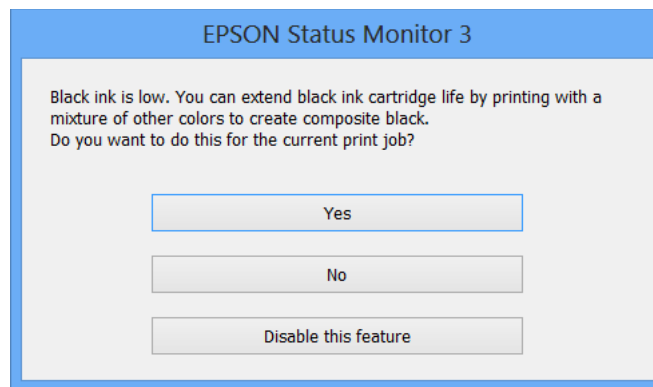 EPSON Status Monitor 3
Black ink is low. You can extend black ink cartridge life by printing with a
mixture of other colors to create composite black.
Do you want to do this for the current print job?
Yes
No
Disable this feature